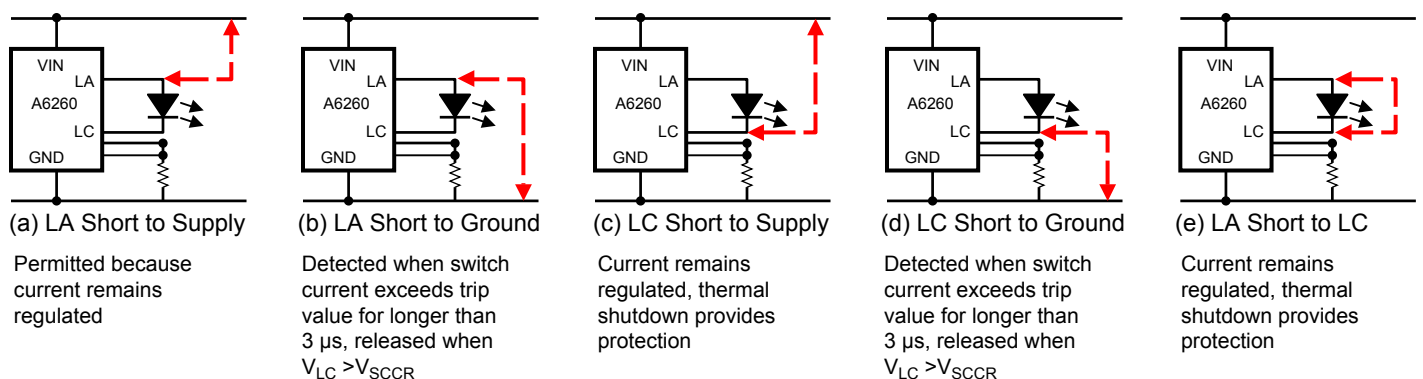 VIN
LA
A6260
LC
GND
(a) LA Short to Supply
Permitted because
current remains
regulated
VIN
LA
A6260
LC
GND
(b) LA Short to Ground
Detected when switch
current exceeds trip
value for longer than
3 µs, released when
VLC >VSCCR
VIN
LA
A6260
LC
GND
(c) LC Short to Supply
Current remains
regulated, thermal
shutdown provides
protection
VIN
LA
A6260
LC
GND
(d) LC Short to Ground
Detected when switch
current exceeds trip
value for longer than
3 µs, released when
VLC >VSCCR
VIN
LA
A6260
LC
GND
(e) LA Short to LC
Current remains
regulated, thermal
shutdown provides
protection